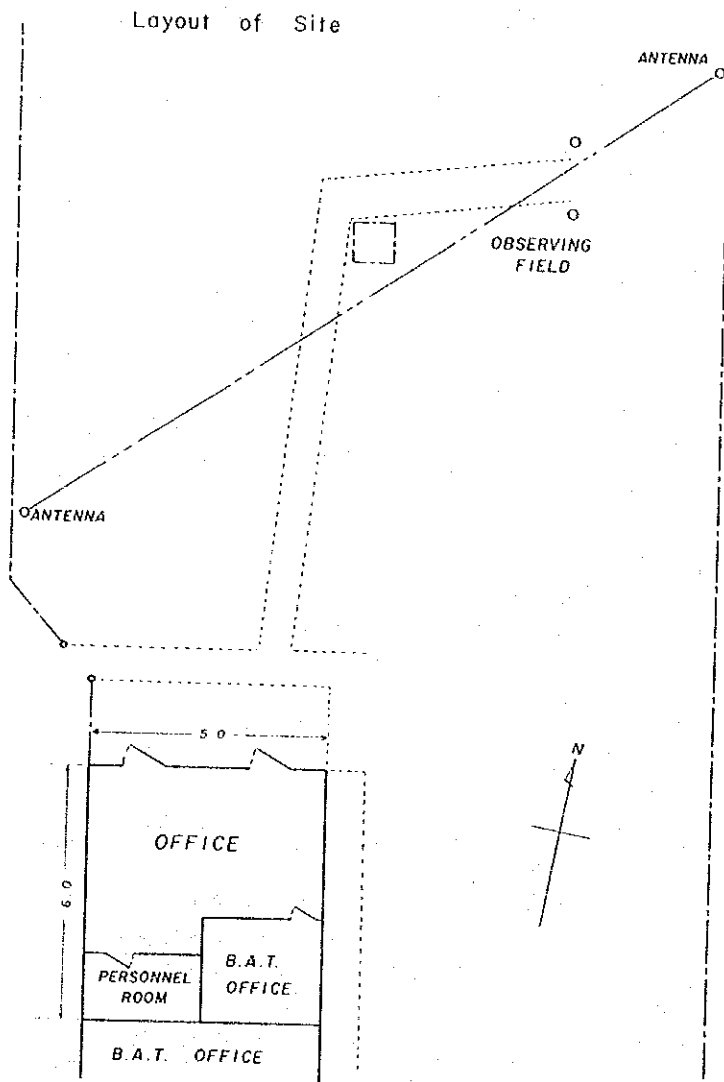 Layout of Site
ANTENNA
OBSERVING
FIELD
ANTENNA
5.0
N
OFFICE
6.0
B.A.T.
OFFICE
PERSONNEL
ROOM
B.A.T. OFFICE